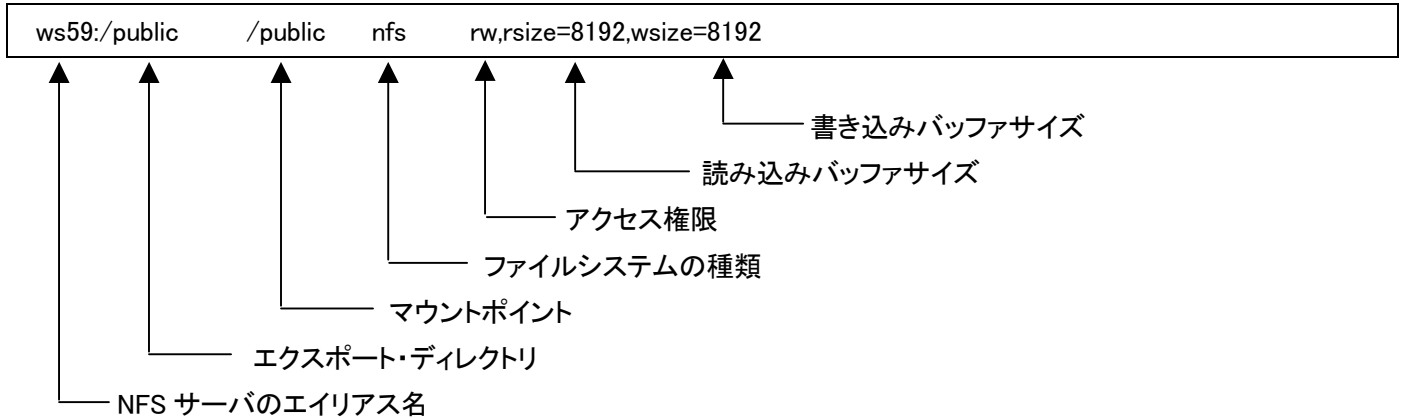 ws59:/public /public nfs rw,rsize=8192,wsize=8192
書き込みバッファサイズ
読み込みバッファサイズ
アクセス権限
ファイルシステムの種類
マウントポイント
エクスポート・ディレクトリ
NFS サーバのエイリアス名